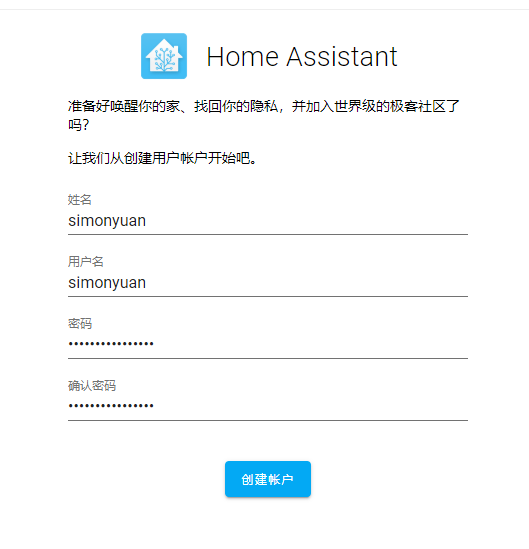 Home Assistant
准备好唤醒你的家、找回你的隐私，并加入世界级的极客社区了
吗？
让我们从创建用户帐户开始吧。
姓名
simonyuan
用户名
simonyuan
密码
••••••••••••••••
确认密码
••••••••••••••••
创建帐户